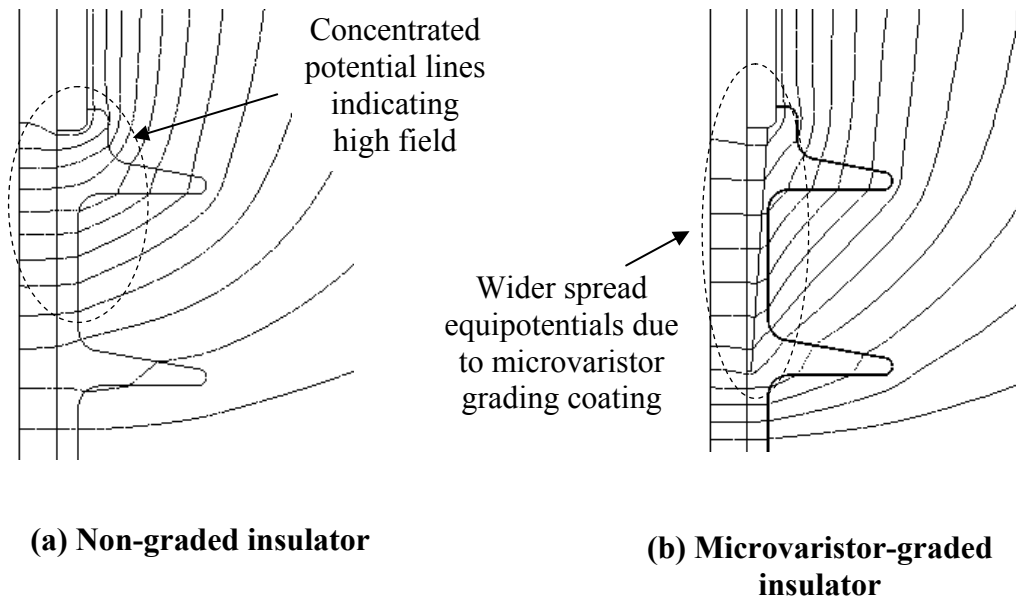 Concentrated
potential lines
indicating
high field
Wider spread
equipotentials due
to microvaristor
grading coating
(a) Non-graded insulator
(b) Microvaristor-graded
insulator